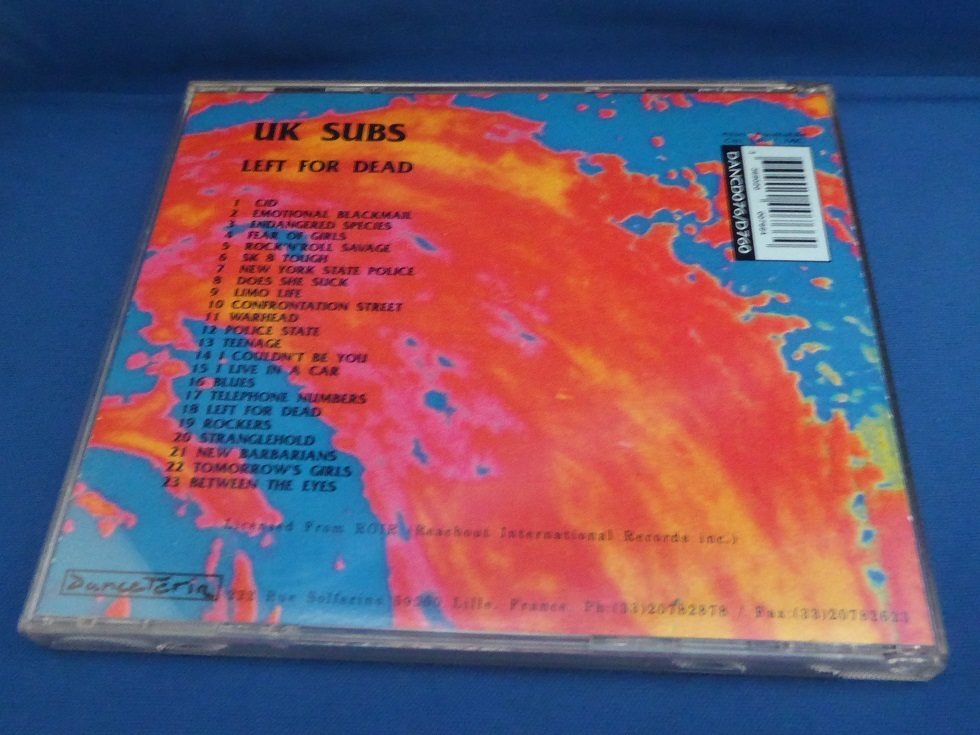 UK SUBS
LEFT FOR DEAD
1 CID
2 EMOTIONAL BLACKMAIL
3 ENDANGERED SPECIES
4 FEAR OF GIRLS
5 ROCK'N'ROLL SAVAGE
6 SK 8 TOUGH
7 NEW YORK STATE POLICE
8 DOES SHE SUCK
9 LIMO LIFE
10 CONFRONTATION STREET
11 WARHEAD
12 POLICE STATE
13 TEENAGE
14 I COULDN'T BE YOU
15 I LIVE IN A CAR
16 BLUES
17 TELEPHONE NUMBERS
18 LEFT FOR DEAD
19 ROCKERS
20 STRANGLEHOLD
21 NEW BARBARIANS
22 TOMORROW'S GIRLS
23 BETWEEN THE EYES
DANCD076/D760
Licensed From ROIR (Reachout International Records inc.)
DanceTeria
222 Rue Solferino 59000 Lille, France, Ph:(33)20782878 / Fax:(33)20782623